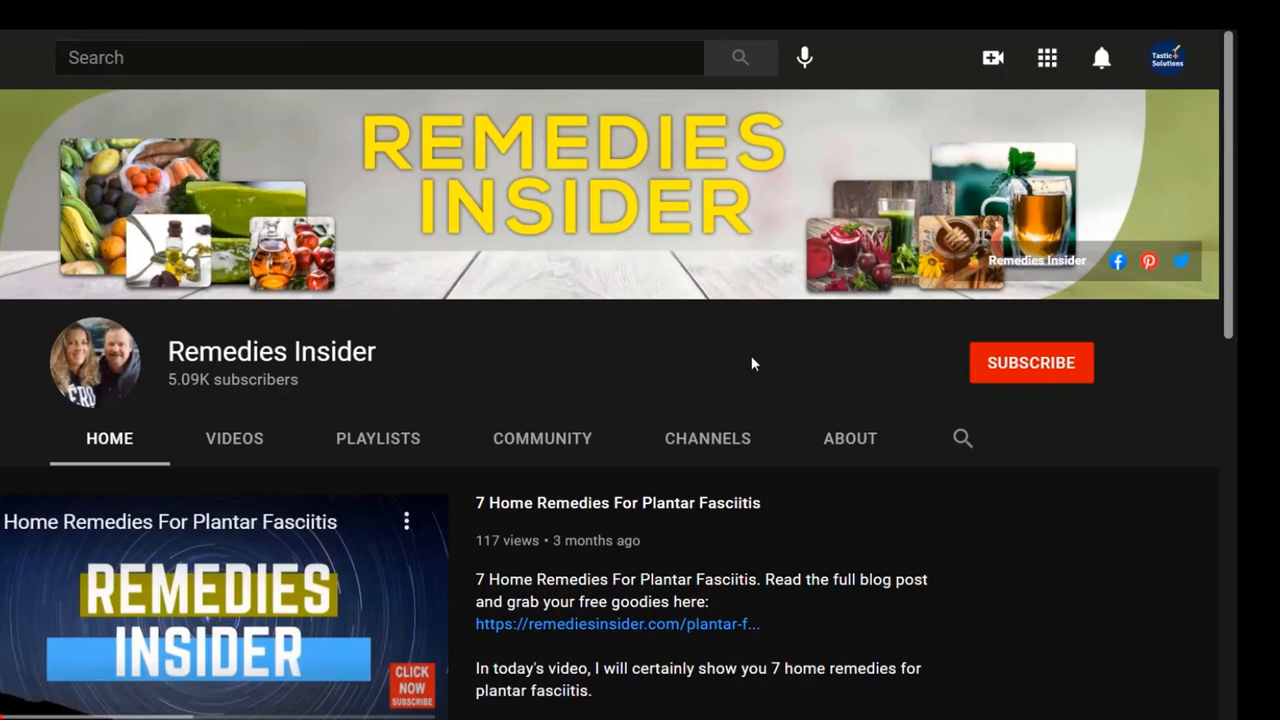 Search
Tastic
Solutions
REMEDIES
INSIDER
Remedies Insider
Remedies Insider
5.09K subscribers
SUBSCRIBE
HOME VIDEOS PLAYLISTS COMMUNITY CHANNELS ABOUT
Home Remedies For Plantar Fasciitis
REMEDIES
INSIDER
CLICK
NOW
SUBSCRIBE
7 Home Remedies For Plantar Fasciitis
117 views • 3 months ago
7 Home Remedies For Plantar Fasciitis. Read the full blog post
and grab your free goodies here:
https://remediesinsider.com/plantar-f...
In today's video, I will certainly show you 7 home remedies for
plantar fasciitis.